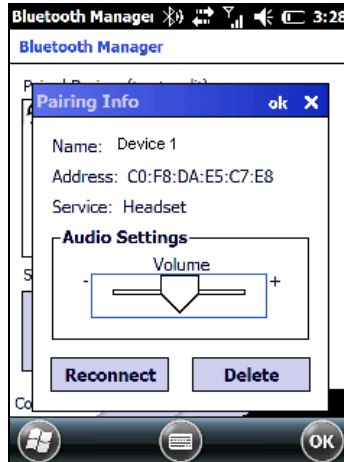 Bluetooth Manager 3:28
Bluetooth Manager
Pairing Info ok X
Name: Device 1
Address: C0:F8:DA:E5:C7:E8
Service: Headset
Audio Settings
Volume
- +
S
Reconnect Delete
Co
OK